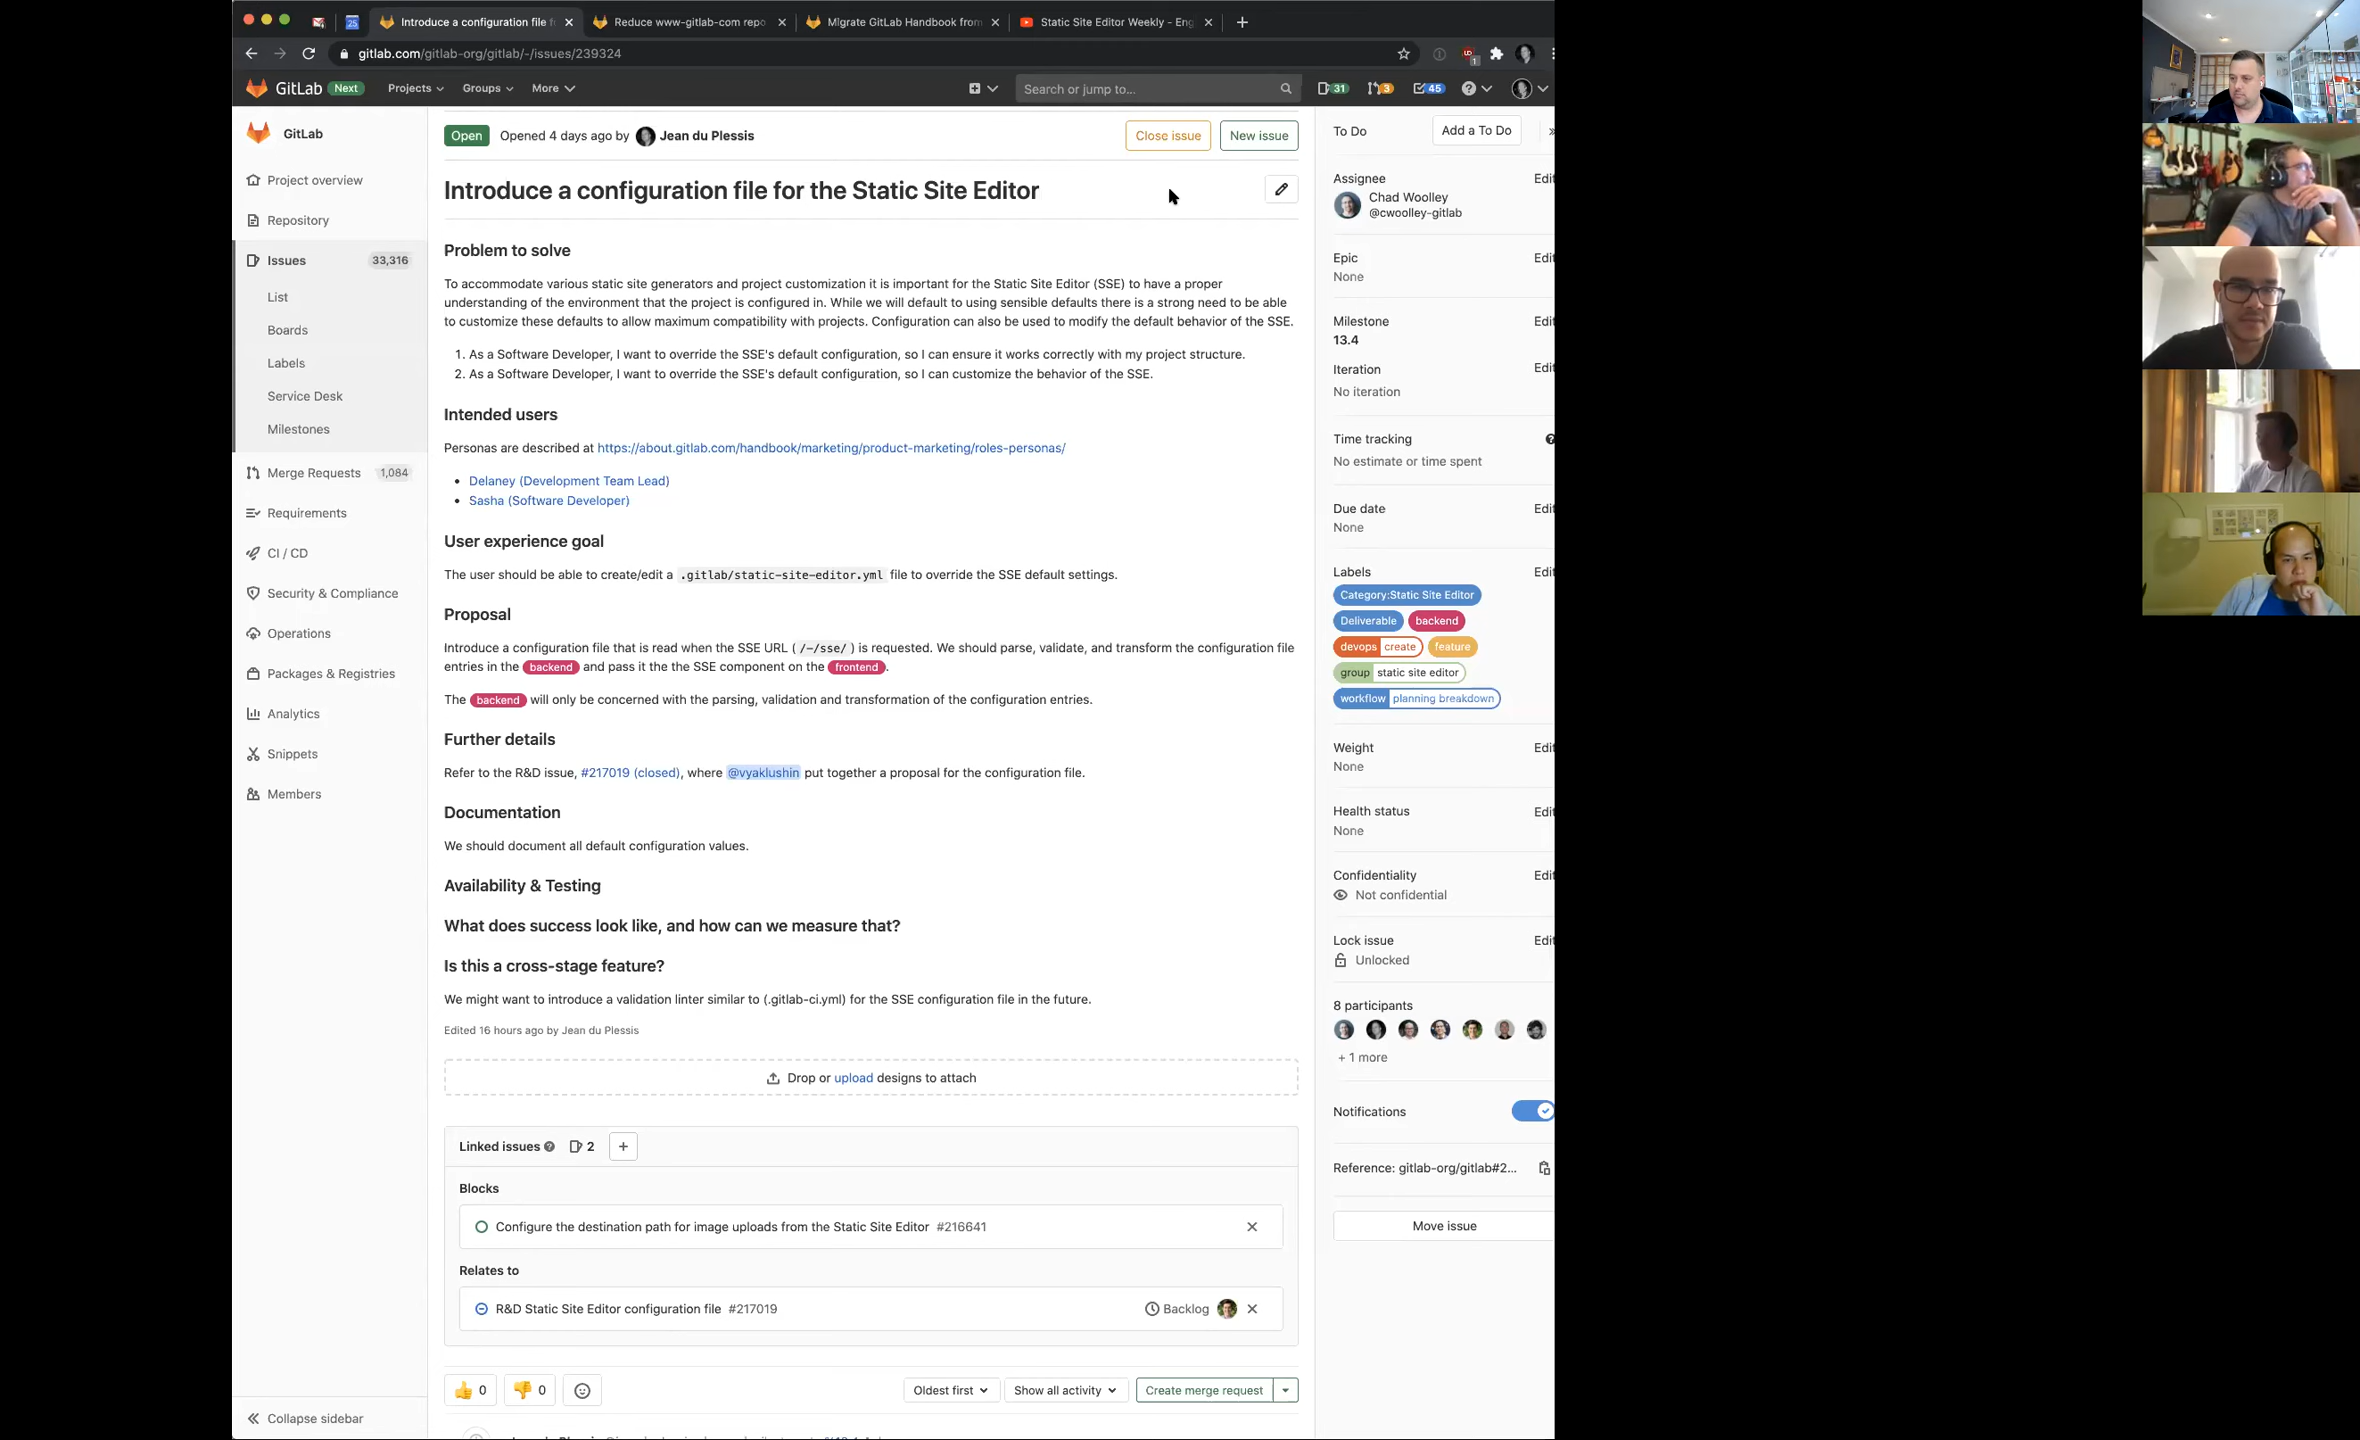 Introduce a configuration file f
Reduce www-gitlab-com repo
Migrate GitLab Handbook from
Static Site Editor Weekly - Eng
gitlab.com/gitlab-org/gitlab/-/issues/239324
GitLab Next Projects Groups More Search or jump to... 31 3 45
GitLab
Project overview
Repository
Issues 33,316
List
Boards
Labels
Service Desk
Milestones
Merge Requests 1,084
Requirements
CI / CD
Security & Compliance
Operations
Packages & Registries
Analytics
Snippets
Members
Collapse sidebar
Open Opened 4 days ago by Jean du Plessis Close issue New issue
Introduce a configuration file for the Static Site Editor
Problem to solve
To accommodate various static site generators and project customization it is important for the Static Site Editor (SSE) to have a proper
understanding of the environment that the project is configured in. While we will default to using sensible defaults there is a strong need to be able
to customize these defaults to allow maximum compatibility with projects. Configuration can also be used to modify the default behavior of the SSE.
1. As a Software Developer, I want to override the SSE's default configuration, so I can ensure it works correctly with my project structure.
2. As a Software Developer, I want to override the SSE's default configuration, so I can customize the behavior of the SSE.
Intended users
Personas are described at https://about.gitlab.com/handbook/marketing/product-marketing/roles-personas/
• Delaney (Development Team Lead)
• Sasha (Software Developer)
User experience goal
The user should be able to create/edit a .gitlab/static-site-editor.yml file to override the SSE default settings.
Proposal
Introduce a configuration file that is read when the SSE URL ( /-/sse/ ) is requested. We should parse, validate, and transform the configuration file
entries in the backend and pass it the the SSE component on the frontend.
The backend will only be concerned with the parsing, validation and transformation of the configuration entries.
Further details
Refer to the R&D issue, #217019 (closed), where @vyaklushin put together a proposal for the configuration file.
Documentation
We should document all default configuration values.
Availability & Testing
What does success look like, and how can we measure that?
Is this a cross-stage feature?
We might want to introduce a validation linter similar to (.gitlab-ci.yml) for the SSE configuration file in the future.
Edited 16 hours ago by Jean du Plessis
Drop or upload designs to attach
Linked issues 2 +
Blocks
Configure the destination path for image uploads from the Static Site Editor #216641
Relates to
R&D Static Site Editor configuration file #217019 Backlog
0 0 Oldest first Show all activity Create merge request
To Do Add a To Do
Assignee Edit
Chad Woolley
@cwoolley-gitlab
Epic Edit
None
Milestone Edit
13.4
Iteration Edit
No iteration
Time tracking
No estimate or time spent
Due date Edit
None
Labels Edit
Category:Static Site Editor
Deliverable backend
devops create feature
group static site editor
workflow planning breakdown
Weight Edit
None
Health status Edit
None
Confidentiality Edit
Not confidential
Lock issue Edit
Unlocked
8 participants
+ 1 more
Notifications
Reference: gitlab-org/gitlab#2...
Move issue